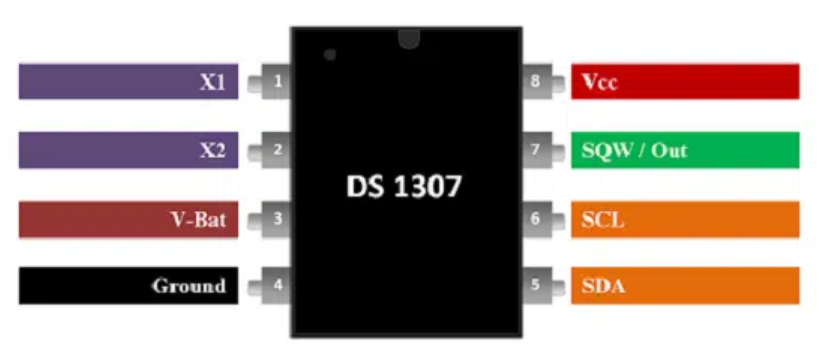 X1 1 8 Vcc
X2 2 7 SQW / Out
DS 1307
V-Bat 3 6 SCL
Ground 4 5 SDA